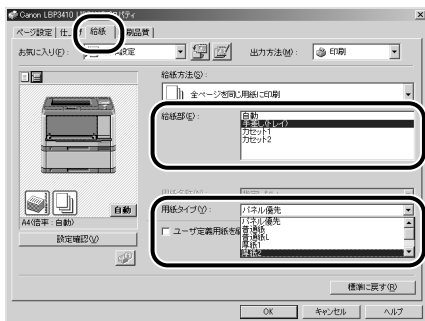 Canon LBP3410
ページ設定 仕上げ 給紙 印刷品質
お気に入り(F):
出力方法(M): 印刷
給紙方法(S):
全ページを同じ用紙に印刷
給紙部(E):
自動
手差し(トレイ)
カセット1
カセット2
A4(倍率:自動)
自動
設定確認(V)
用紙タイプ(Y): パネル優先
パネル優先
普通紙
普通紙L
厚紙1
厚紙2
ユーザ定義用紙を
標準に戻す(R)
OK キャンセル ヘルプ